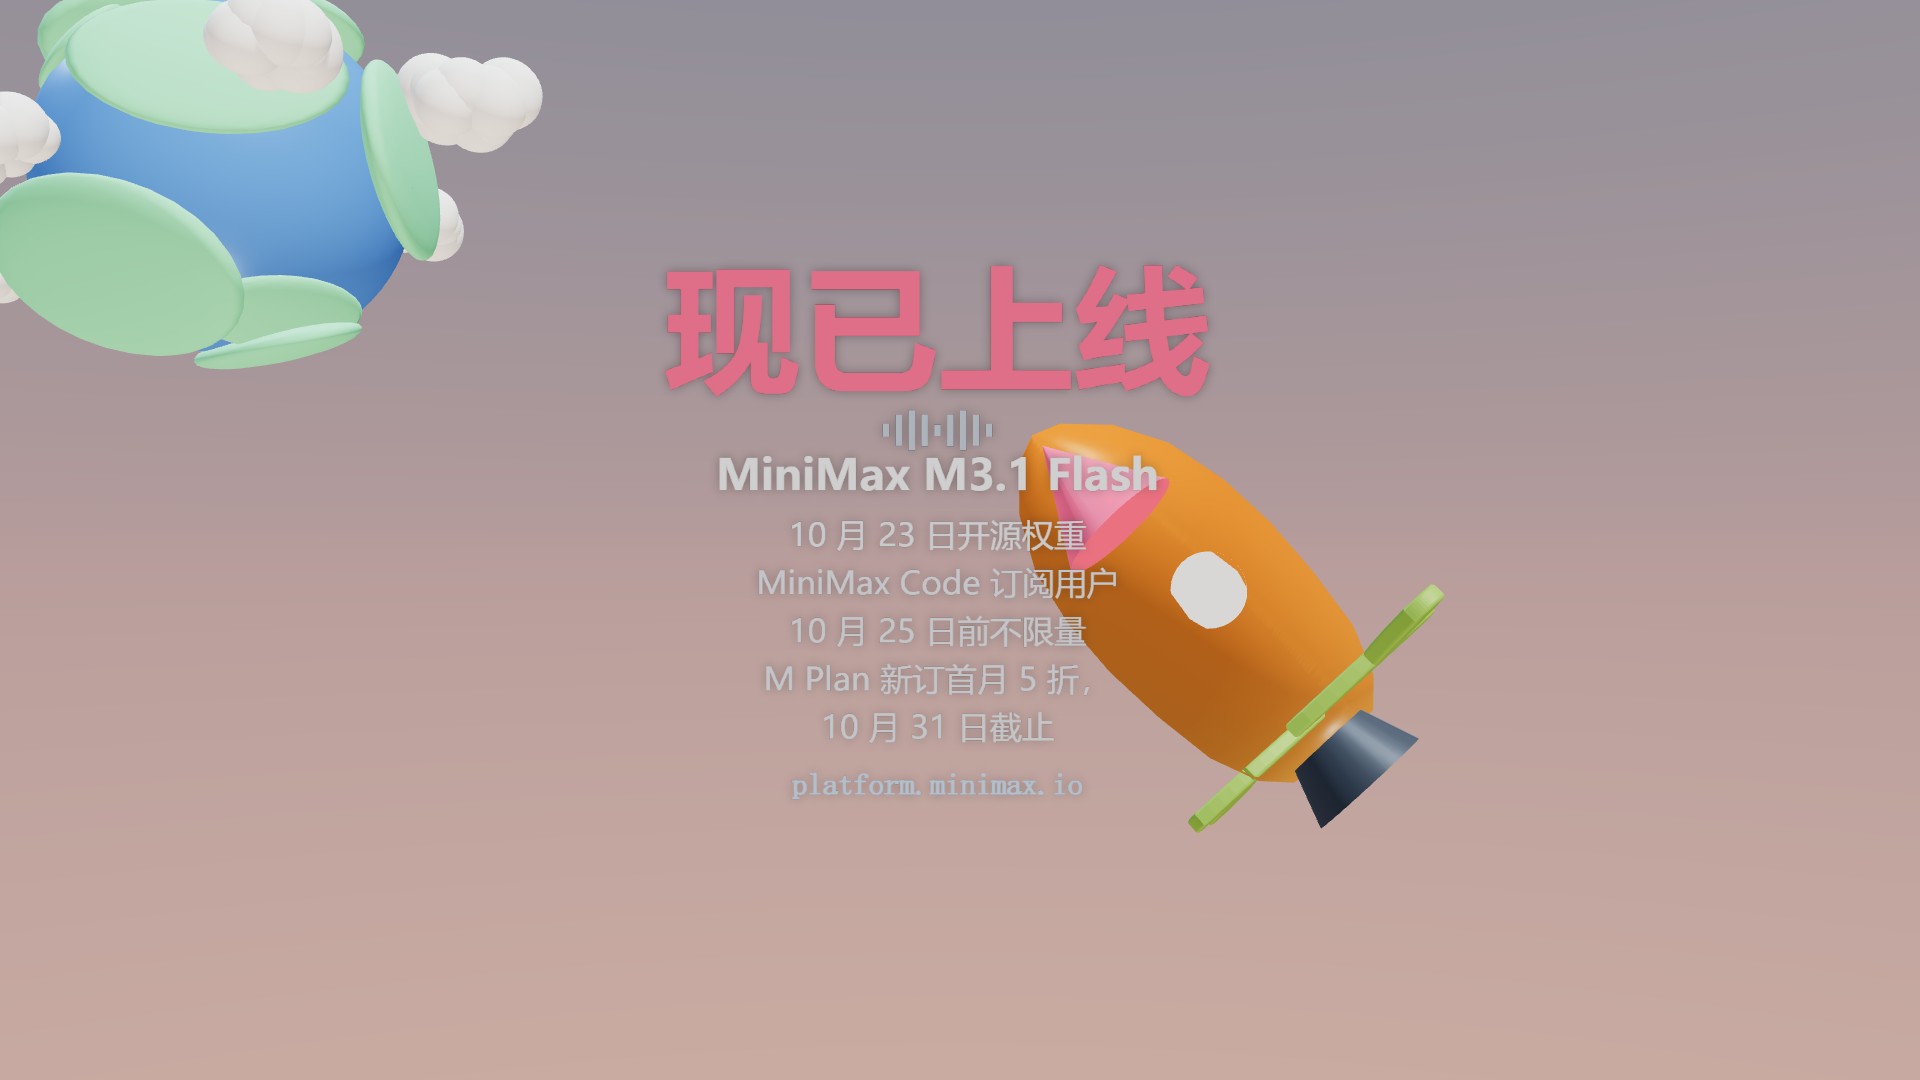 现已上线
MiniMax M3.1 Flash
10 月 23 日开源权重
MiniMax Code 订阅用户
10 月 25 日前不限量
M Plan 新订首月 5 折，
10 月 31 日截止
platform.minimax.io